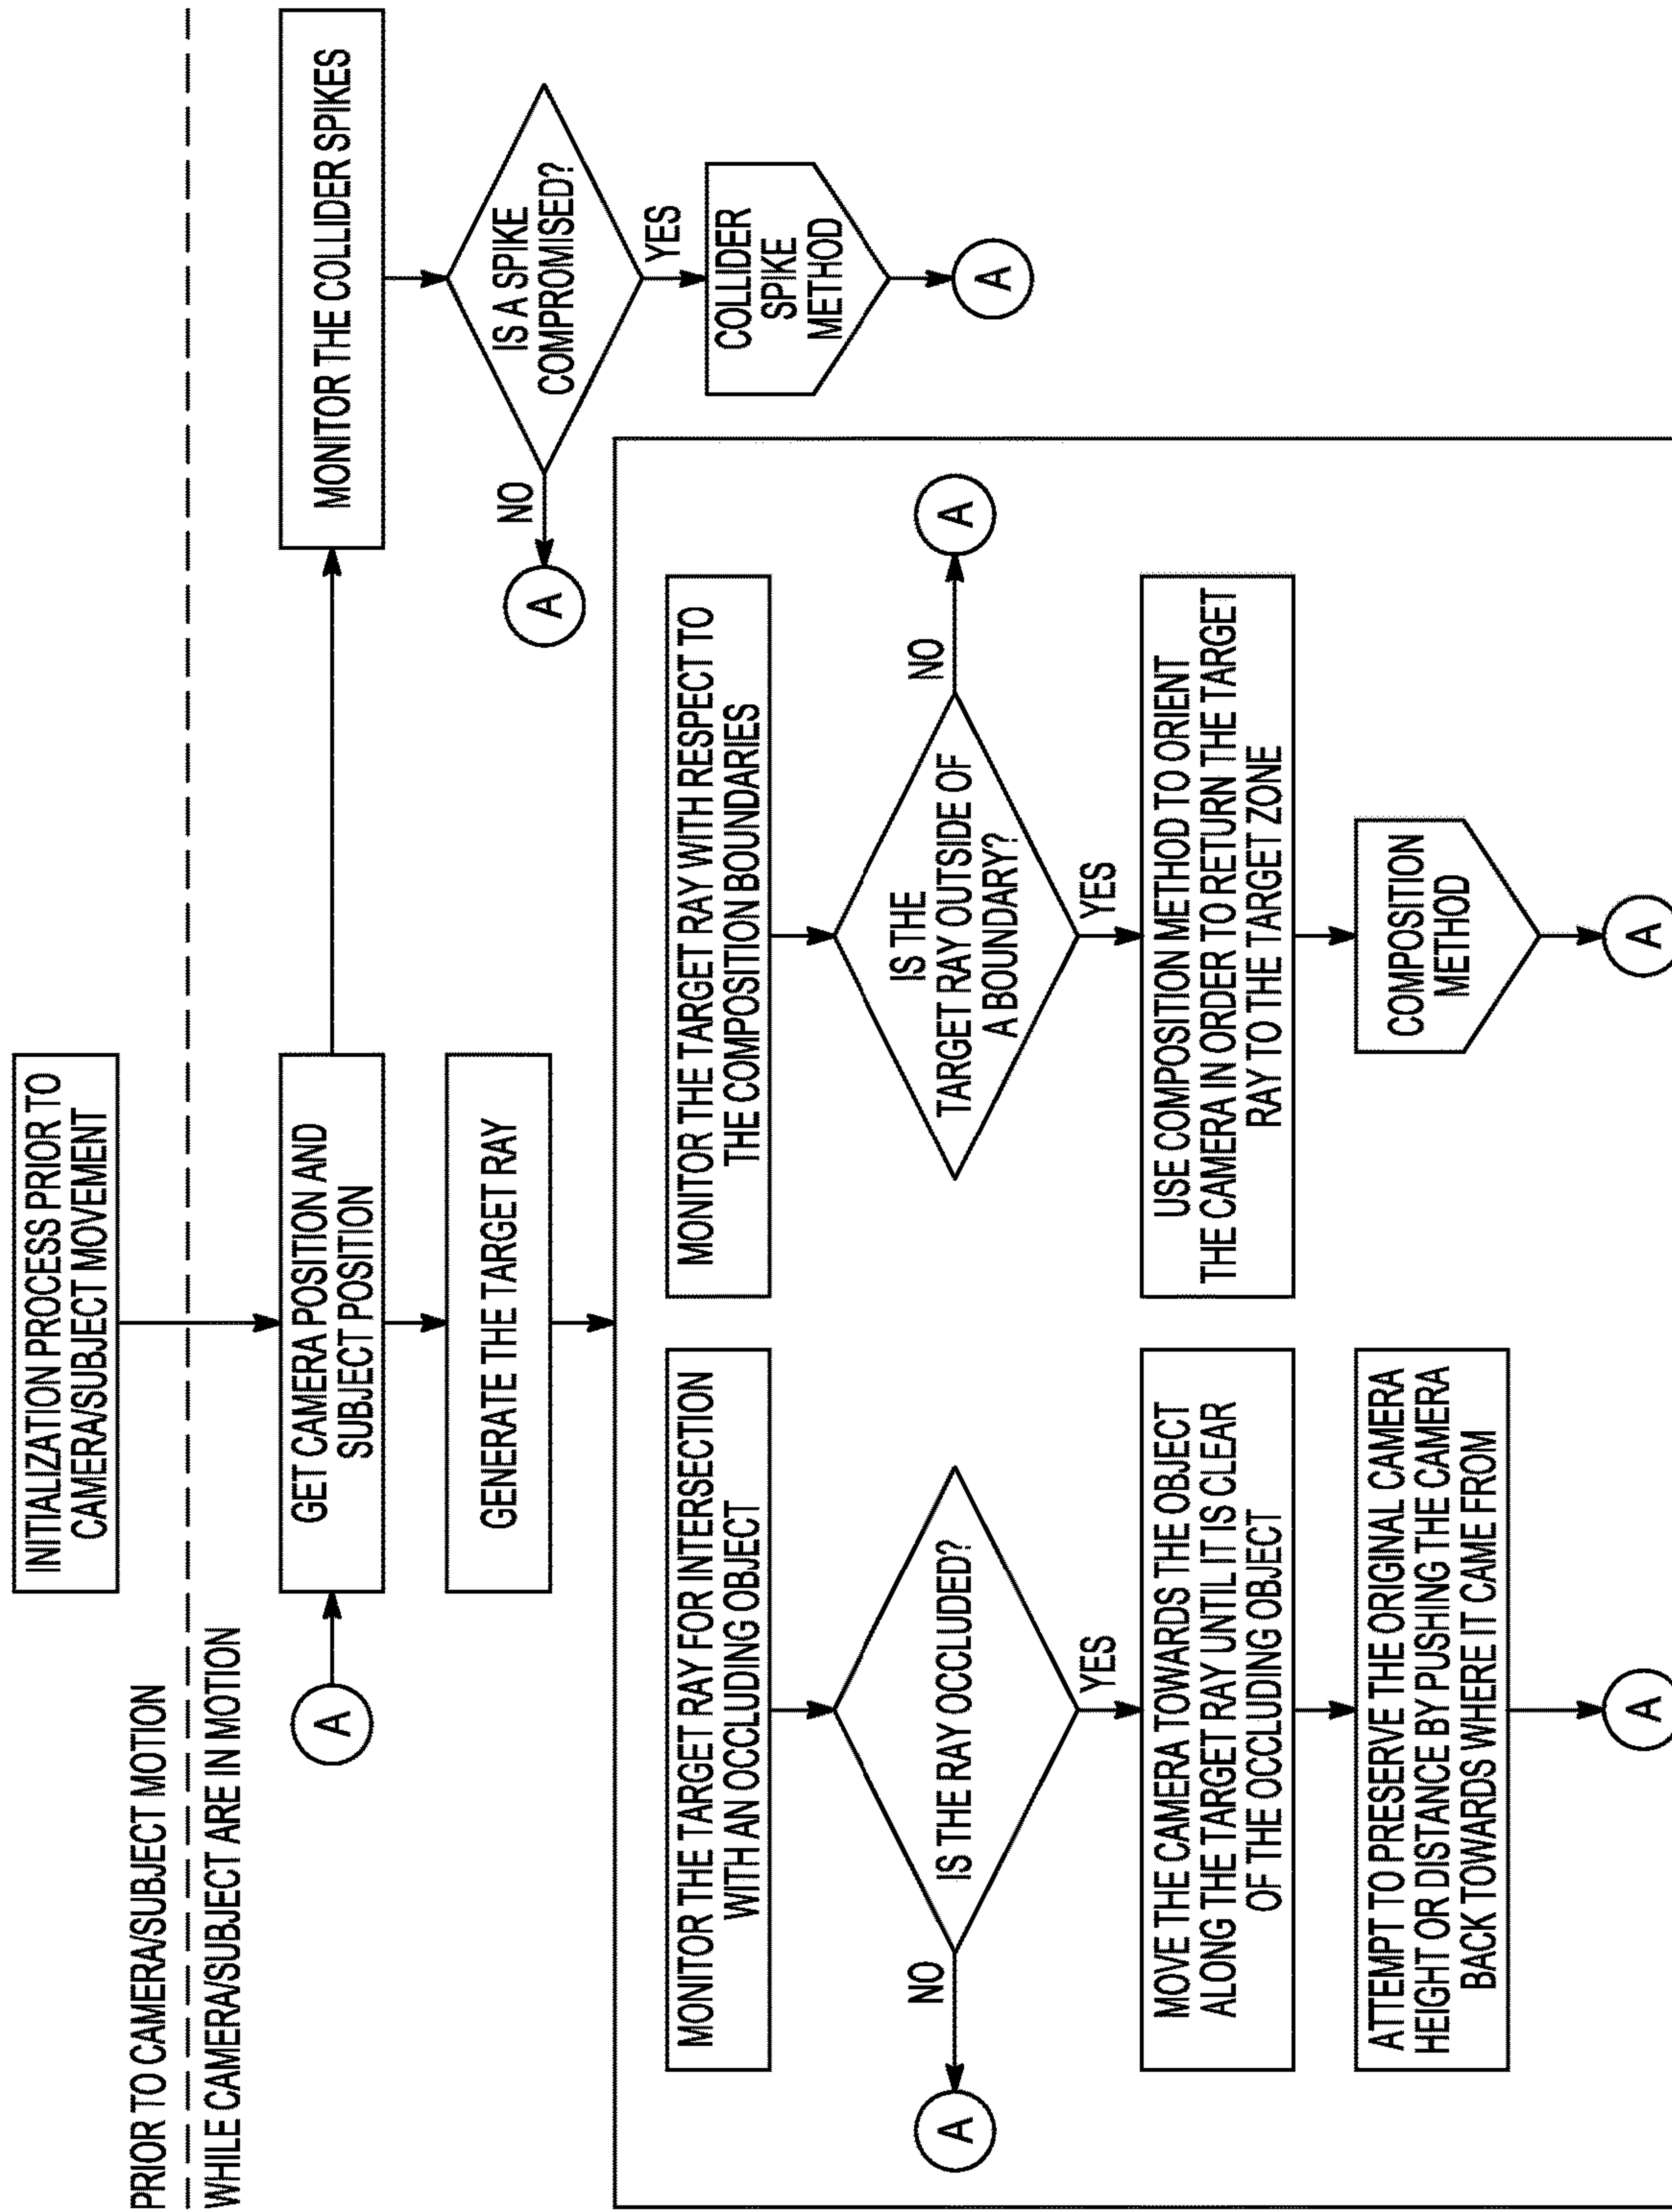 INITIALIZATION PROCESS PRIOR TO
CAMERA/SUBJECT MOVEMENT
PRIOR TO CAMERA/SUBJECT MOTION
WHILE CAMERA/SUBJECT ARE IN MOTION
A
GET CAMERA POSITION AND
SUBJECT POSITION
MONITOR THE COLLIDER SPIKES
GENERATE THE TARGET RAY
IS A SPIKE
COMPROMISED?
NO
A
YES
COLLIDER
SPIKE
METHOD
A
MONITOR THE TARGET RAY FOR INTERSECTION
WITH AN OCCLUDING OBJECT
IS THE RAY OCCLUDED?
NO
A
YES
MOVE THE CAMERA TOWARDS THE OBJECT
ALONG THE TARGET RAY UNTIL IT IS CLEAR
OF THE OCCLUDING OBJECT
ATTEMPT TO PRESERVE THE ORIGINAL CAMERA
HEIGHT OR DISTANCE BY PUSHING THE CAMERA
BACK TOWARDS WHERE IT CAME FROM
A
MONITOR THE TARGET RAY WITH RESPECT TO
THE COMPOSITION BOUNDARIES
IS THE
TARGET RAY OUTSIDE OF
A BOUNDARY?
NO
A
YES
USE COMPOSITION METHOD TO ORIENT
THE CAMERA IN ORDER TO RETURN THE TARGET
RAY TO THE TARGET ZONE
COMPOSITION
METHOD
A